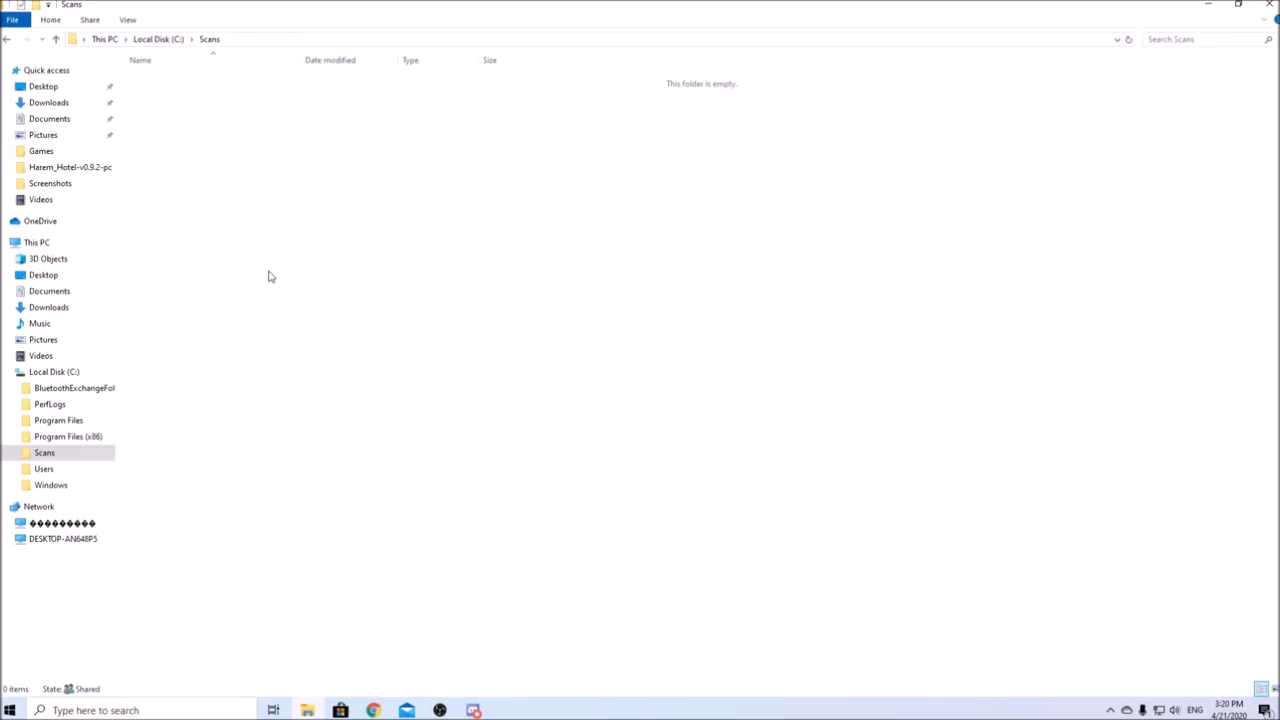 Scans
File Home Share View
This PC Local Disk (C:) Scans Search Scans
Name Date modified Type Size
This folder is empty.
Quick access
Desktop
Downloads
Documents
Pictures
Games
Harem_Hotel-v0.9.2-pc
Screenshots
Videos
OneDrive
This PC
3D Objects
Desktop
Documents
Downloads
Music
Pictures
Videos
Local Disk (C:)
BluetoothExchangeFol
PerfLogs
Program Files
Program Files (x86)
Scans
Users
Windows
Network
���������
DESKTOP-AN648P5
0 items State: Shared
Type here to search
ENG
3:20 PM
4/21/2020